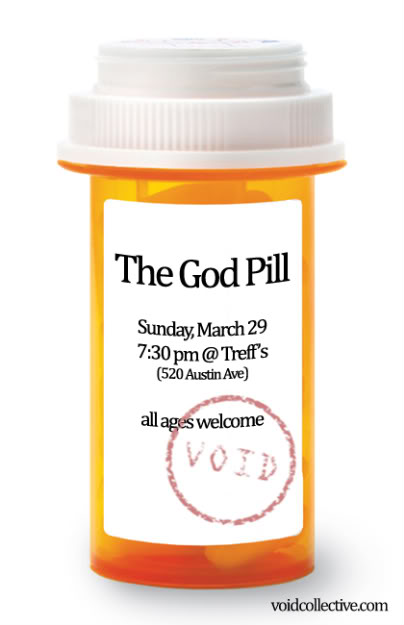 The God Pill
Sunday, March 29
7:30 pm @ Treff's
(520 Austin Ave)
all ages welcome
VOID
voidcollective.com